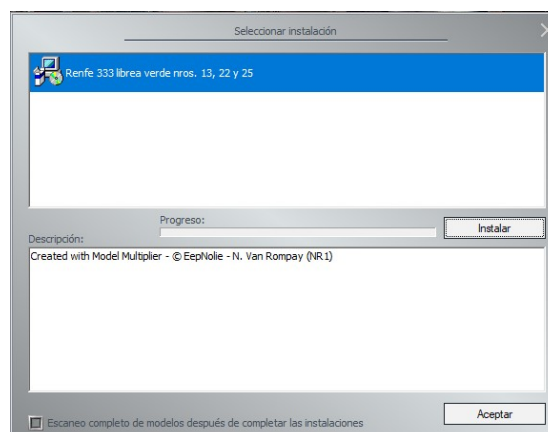 Seleccionar instalación
Renfe 333 librea verde nros. 13, 22 y 25
Progreso:
Instalar
Descripción:
Created with Model Multiplier - © EepNolie - N. Van Rompay (NR1)
Escaneo completo de modelos después de completar las instalaciones
Aceptar